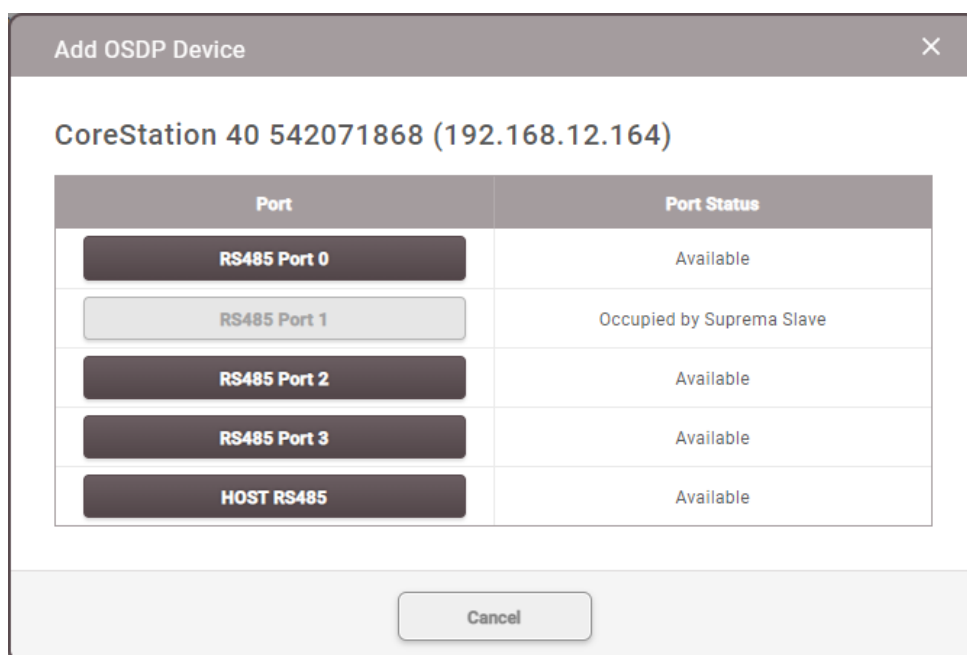 Add OSDP Device
CoreStation 40 542071868 (192.168.12.164)
Port Port Status
RS485 Port 0 Available
RS485 Port 1 Occupied by Suprema Slave
RS485 Port 2 Available
RS485 Port 3 Available
HOST RS485 Available
Cancel